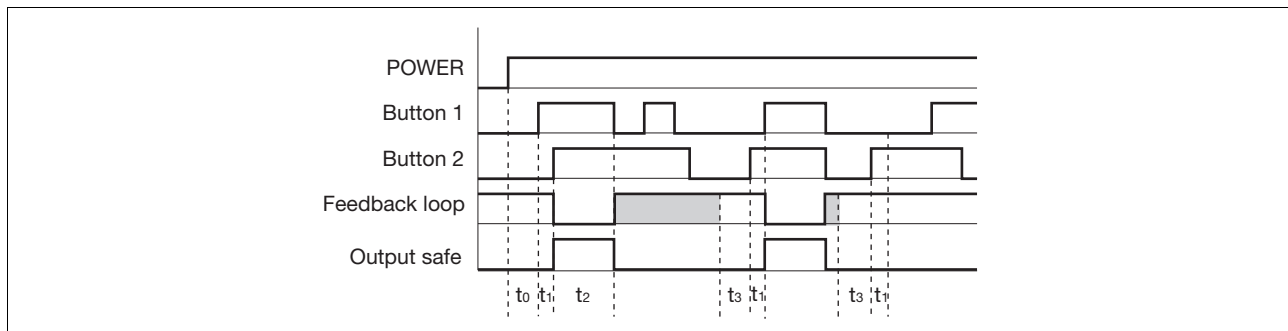 POWER
Button 1
Button 2
Feedback loop
Output safe
t0 t1 t2 t3 t1 t3 t1